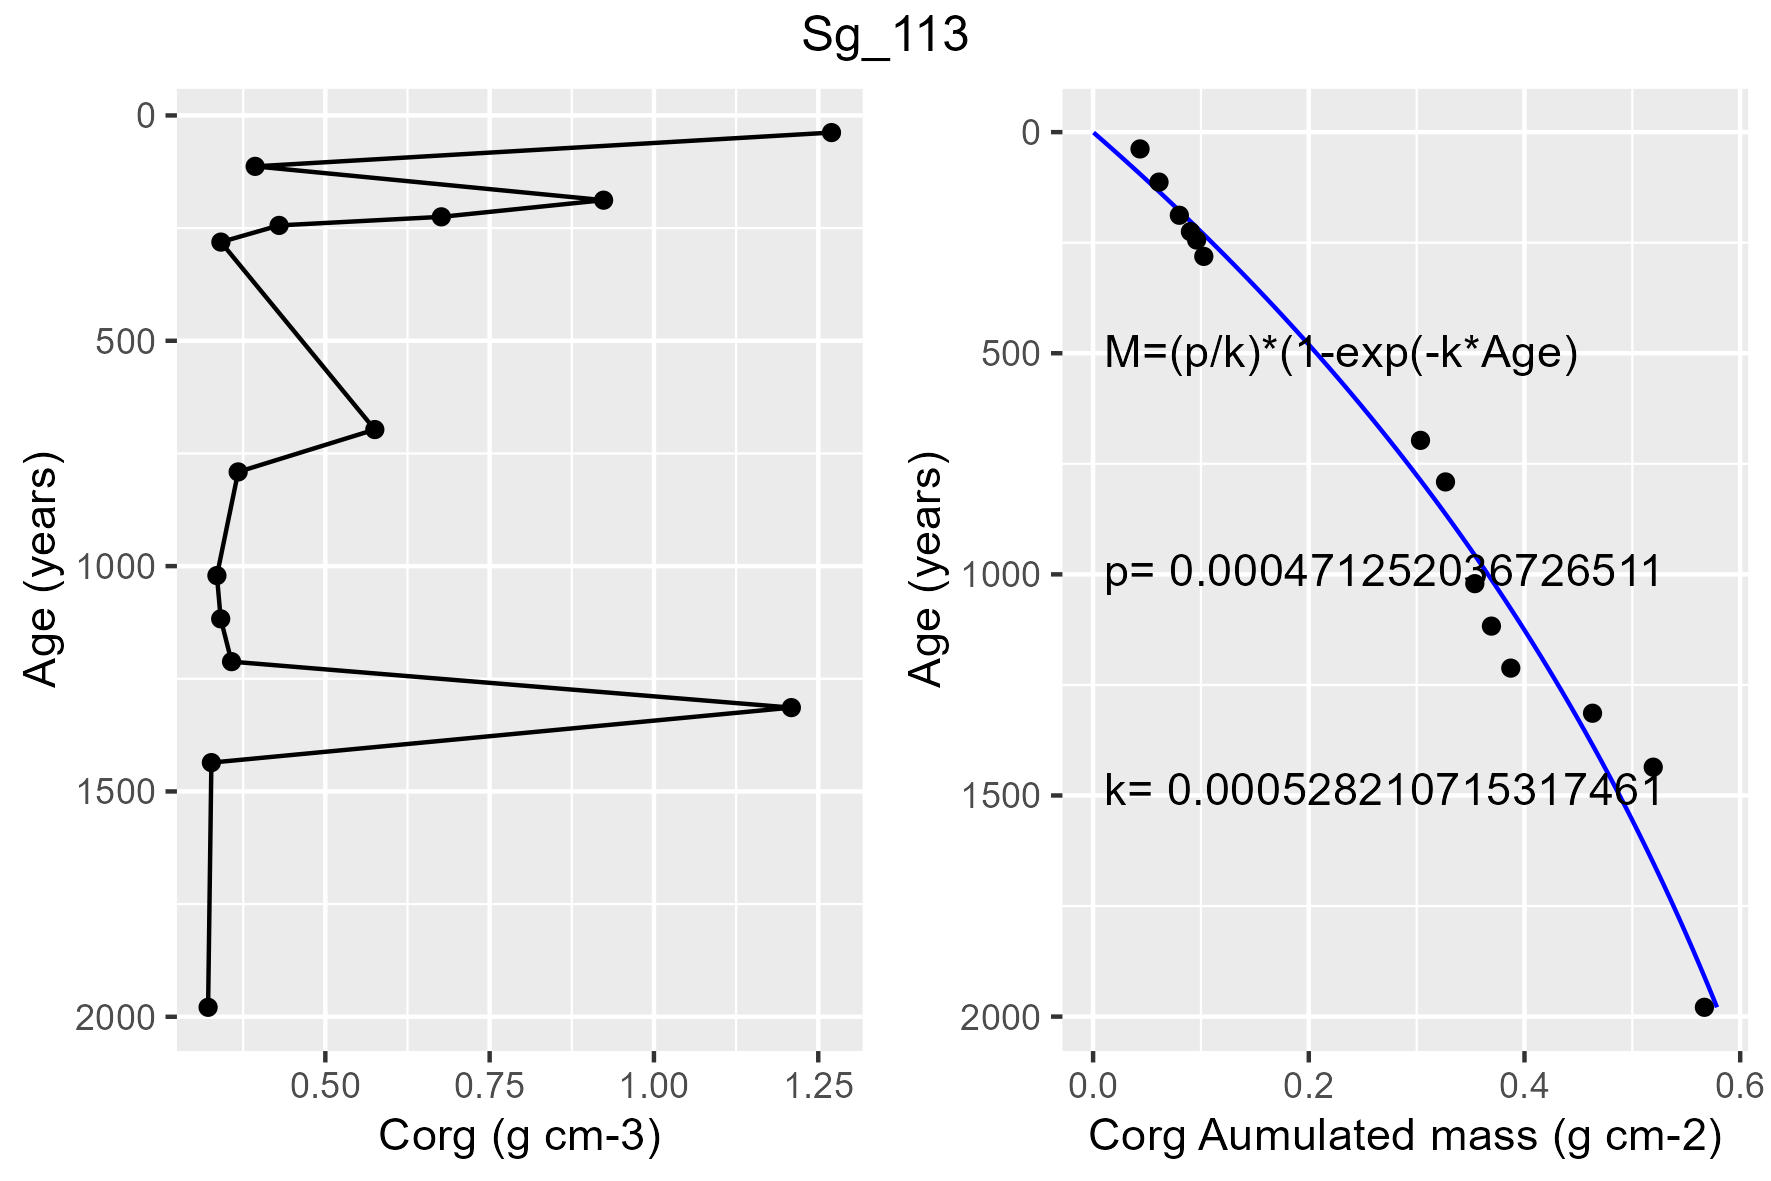 Sg_113
0
500
1000
1500
2000
Age (years)
0.50 0.75 1.00 1.25
Corg (g cm-3)
0
500
1000
1500
2000
Age (years)
M=(p/k)*(1-exp(-k*Age)
p= 0.000471252036726511
k= 0.000528210715317461
0.0 0.2 0.4 0.6
Corg Aumulated mass (g cm-2)